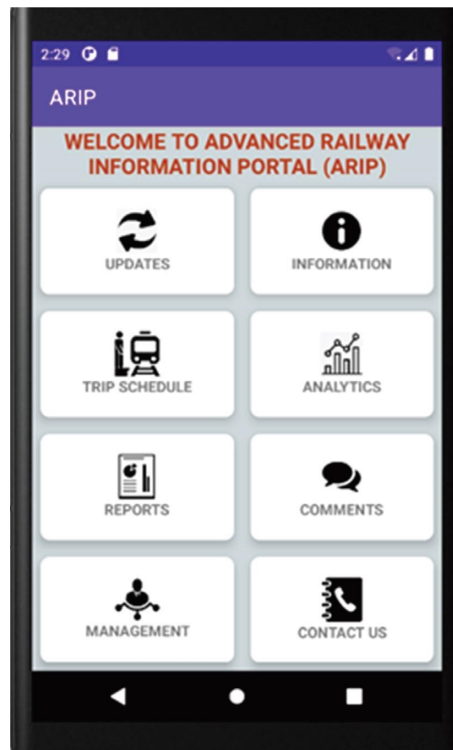 2:29
ARIP
WELCOME TO ADVANCED RAILWAY
INFORMATION PORTAL (ARIP)
UPDATES
INFORMATION
TRIP SCHEDULE
ANALYTICS
REPORTS
COMMENTS
MANAGEMENT
CONTACT US